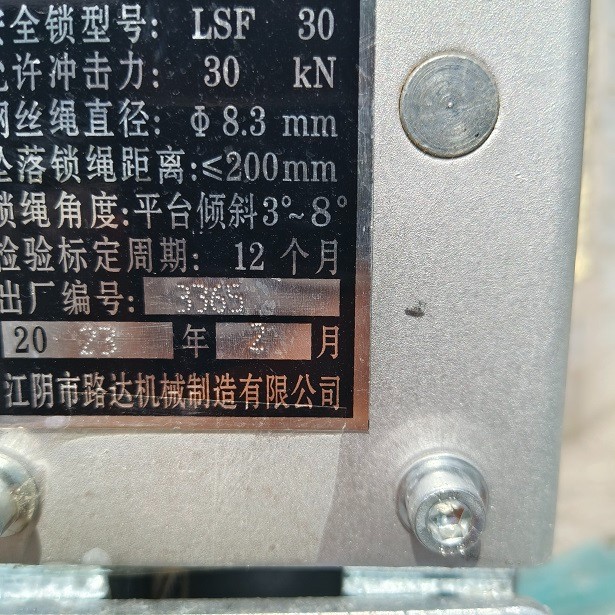 全锁型号: LSF 30
允许冲击力: 30 kN
钢丝绳直径: Φ8.3 mm
坠落锁绳距离:≤200mm
锁绳角度:平台倾斜3°~8°
检验标定周期: 12 个月
出厂编号: 3365
20 23 年 2 月
江阴市路达机械制造有限公司